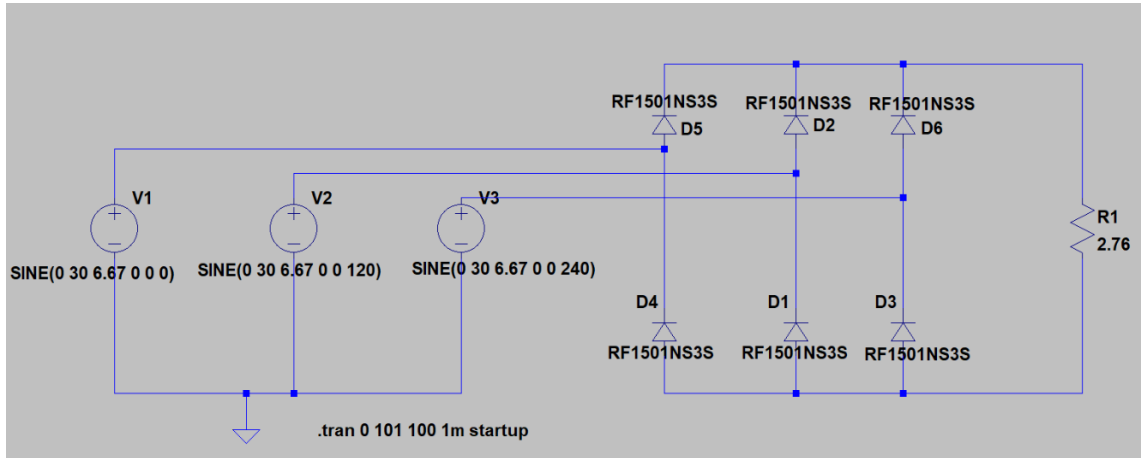 RF1501NS3S
D5
RF1501NS3S
D2
RF1501NS3S
D6
V1
SINE(0 30 6.67 0 0 0)
V2
SINE(0 30 6.67 0 0 120)
V3
SINE(0 30 6.67 0 0 240)
R1
2.76
D4
RF1501NS3S
D1
RF1501NS3S
D3
RF1501NS3S
.tran 0 101 100 1m startup